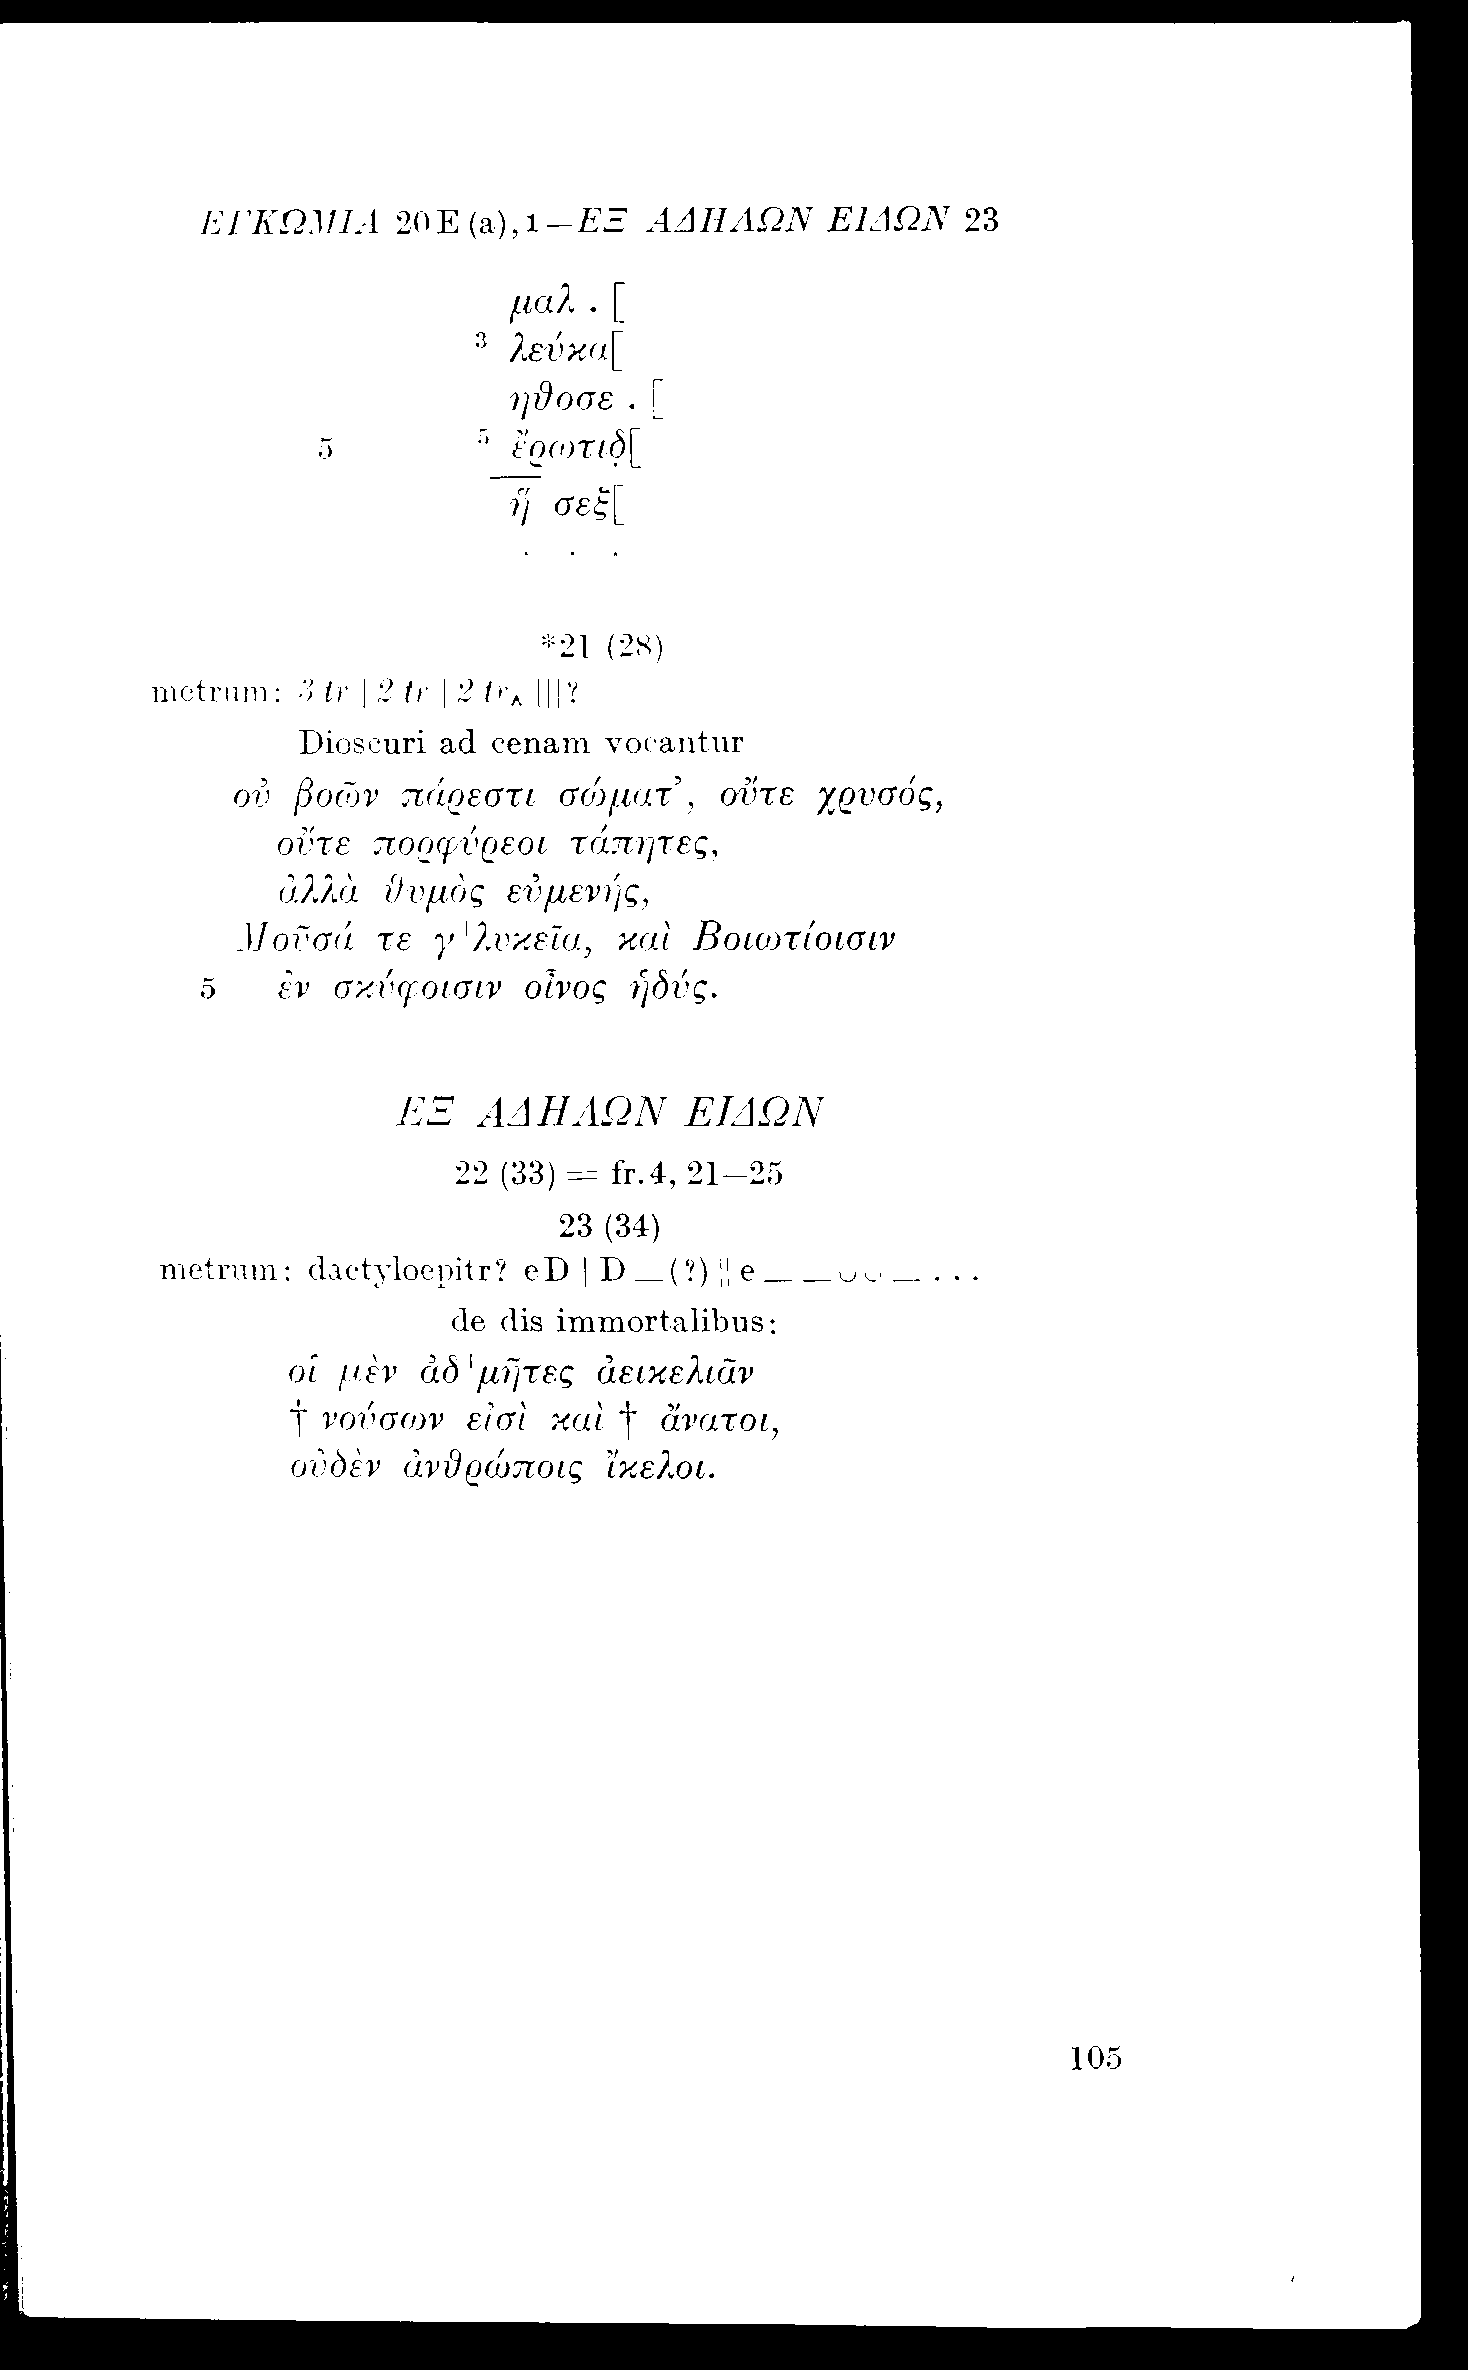 ΕΓΚΩΜΙΑ 20 E (a), 1—ΕΞ ΑΔΗΛΩΝ ΕΙΔΩΝ 23
μαλ . [
3 λεύκα[
ηθοσε . [
5 5 ἔρωτιδ̣[
ἤ σεξ[
. . .
*21 (28)
metrum: 3 tr | 2 tr | 2 tr‸ |||?
Dioscuri ad cenam vocantur
οὐ βοῶν πάρεστι σώματ’, οὔτε χρυσός,
οὔτε πορφύρεοι τάπητες,
ἀλλὰ θυμὸς εὐμενής,
Μοῦσά τε γ'λυκεῖα, καὶ Βοιωτίοισιν
5 ἐν σκύφοισιν οἶνος ἡδύς.
ΕΞ ΑΔΗΛΩΝ ΕΙΔΩΝ
22 (33) = fr. 4, 21—25
23 (34)
metrum: dactyloepitr? eD | D —(?) ¦¦ e — — ∪ ∪ — . . .
de dis immortalibus:
οἱ μὲν ἀδ'μῆτες ἀεικελιᾶν
† νούσων εἰσὶ καὶ † ἄνατοι,
οὐδὲν ἀνθρώποις ἴκελοι.
105